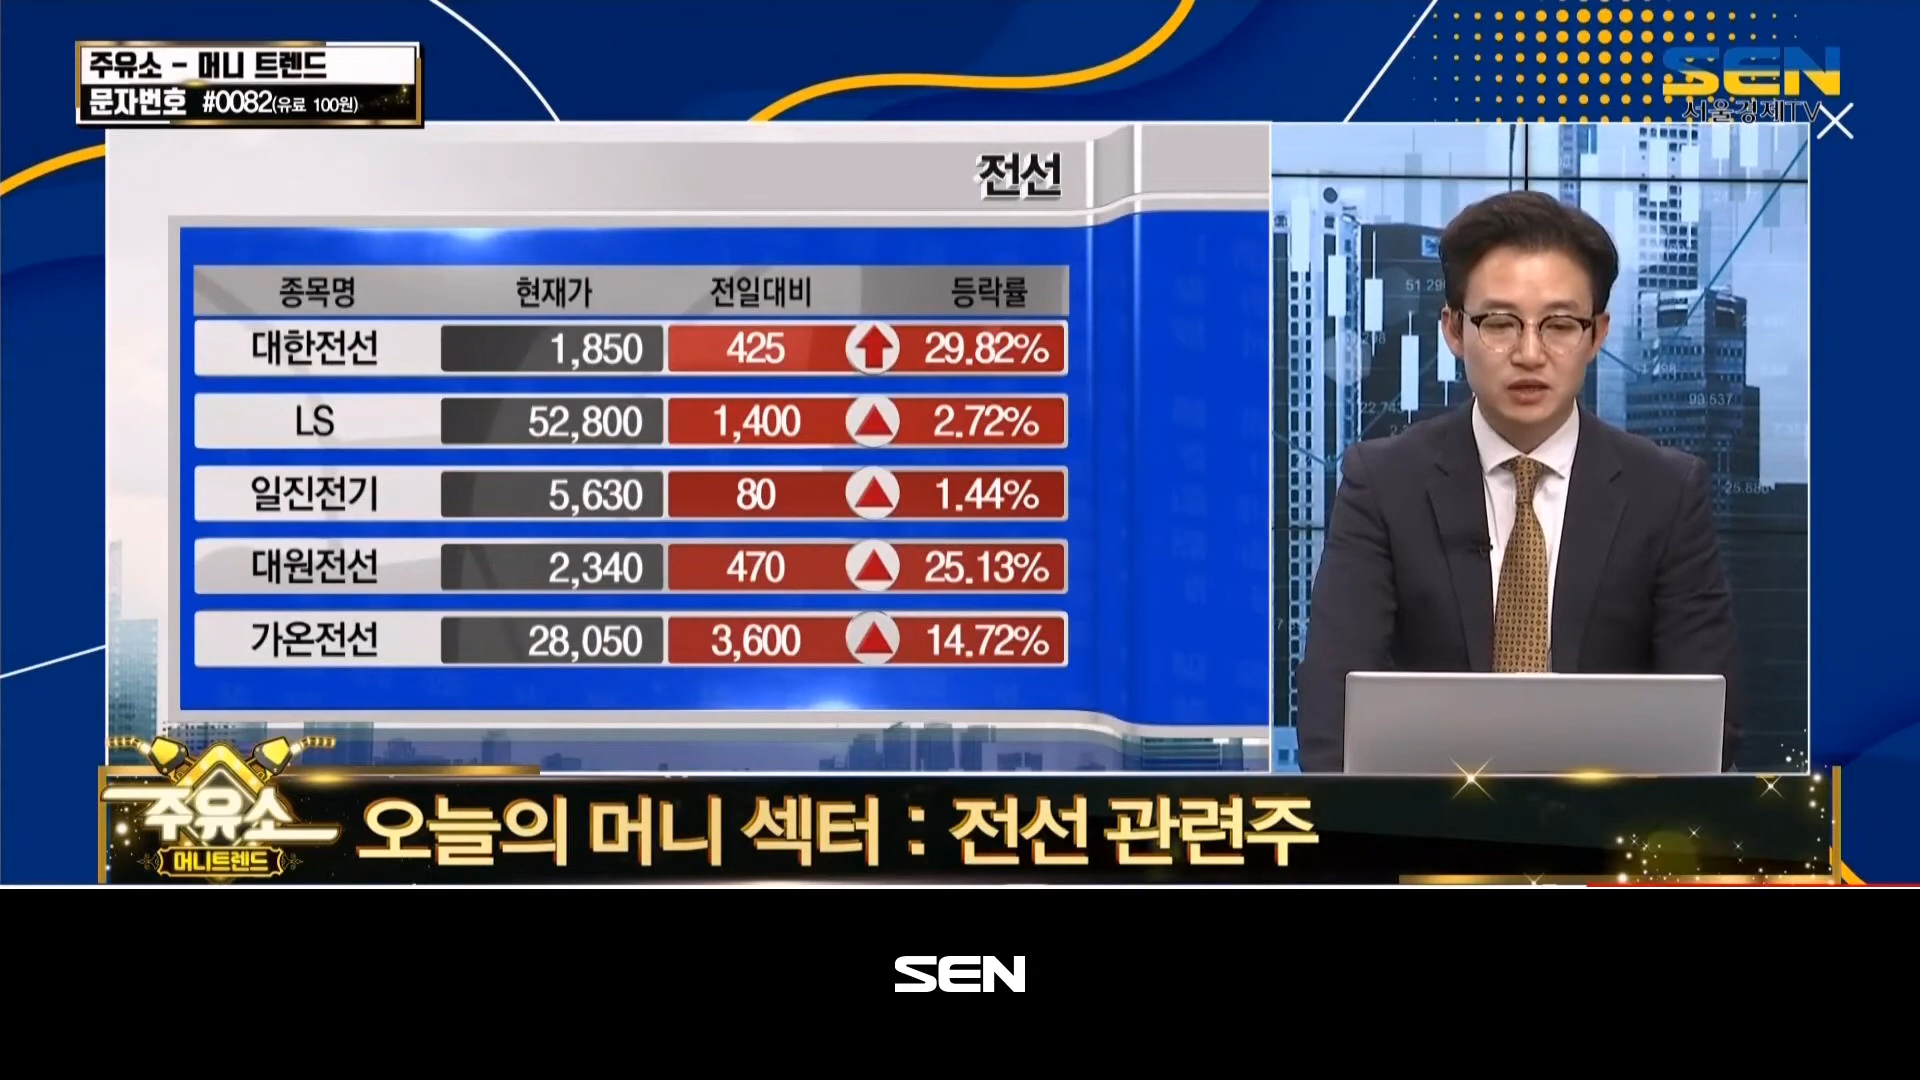 주유소 - 머니 트렌드
문자번호 #0082(유료 100원)
SEN
서울경제TV
전선
종목명 현재가 전일대비 등락률
대한전선 1,850 425 29.82%
LS 52,800 1,400 2.72%
일진전기 5,630 80 1.44%
대원전선 2,340 470 25.13%
가온전선 28,050 3,600 14.72%
주유소
머니트렌드
오늘의 머니 섹터 : 전선 관련주
SEN